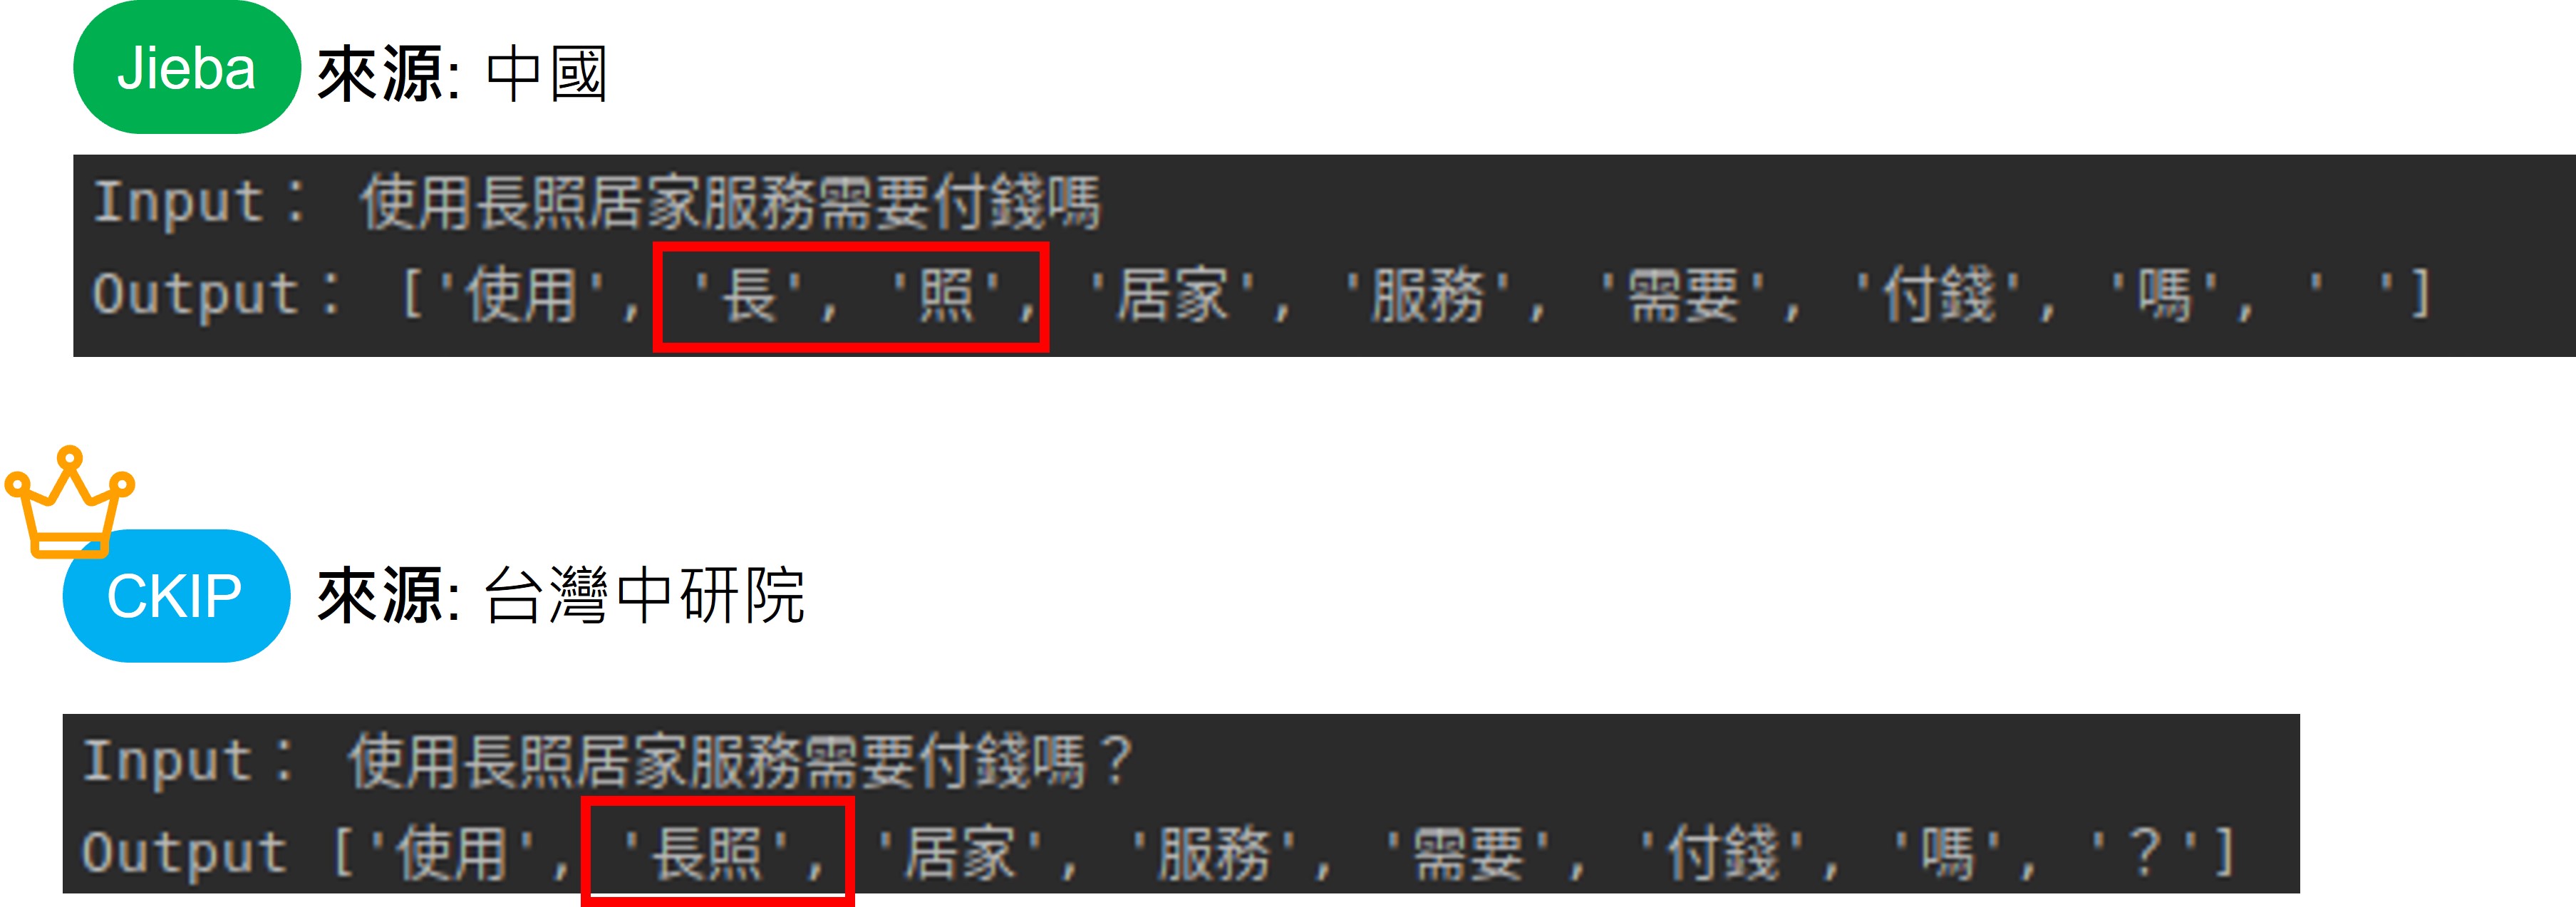 Jieba 來源: 中國
Input： 使用長照居家服務需要付錢嗎
Output： ['使用', '長', '照', '居家', '服務', '需要', '付錢', '嗎', ' ']
CKIP 來源: 台灣中研院
Input： 使用長照居家服務需要付錢嗎？
Output ['使用', '長照', '居家', '服務', '需要', '付錢', '嗎', '？']